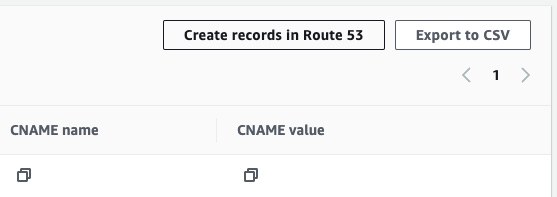 Create records in Route 53
Export to CSV
1
CNAME name
CNAME value